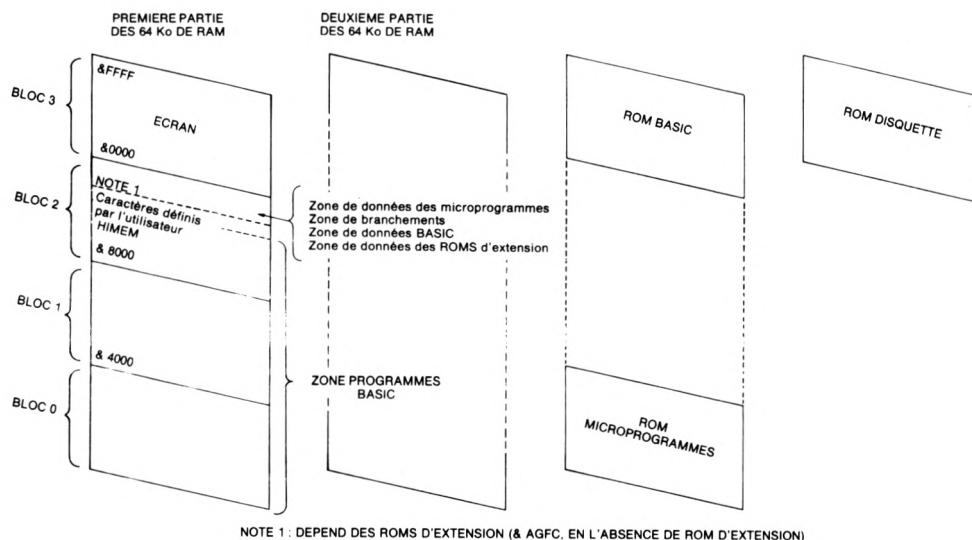 PREMIERE PARTIE
DES 64 Ko DE RAM
DEUXIEME PARTIE
DES 64 Ko DE RAM
BLOC 3
&FFFF
ECRAN
&0000
ROM BASIC
ROM DISQUETTE
BLOC 2
NOTE 1
Caractères définis
par l'utilisateur
HIMEM
& 8000
Zone de données des microprogrammes
Zone de branchements
Zone de données BASIC
Zone de données des ROMS d'extension
BLOC 1
& 4000
BLOC 0
ZONE PROGRAMMES
BASIC
ROM
MICROPROGRAMMES
NOTE 1 : DEPEND DES ROMS D'EXTENSION (& AGFC, EN L'ABSENCE DE ROM D'EXTENSION)